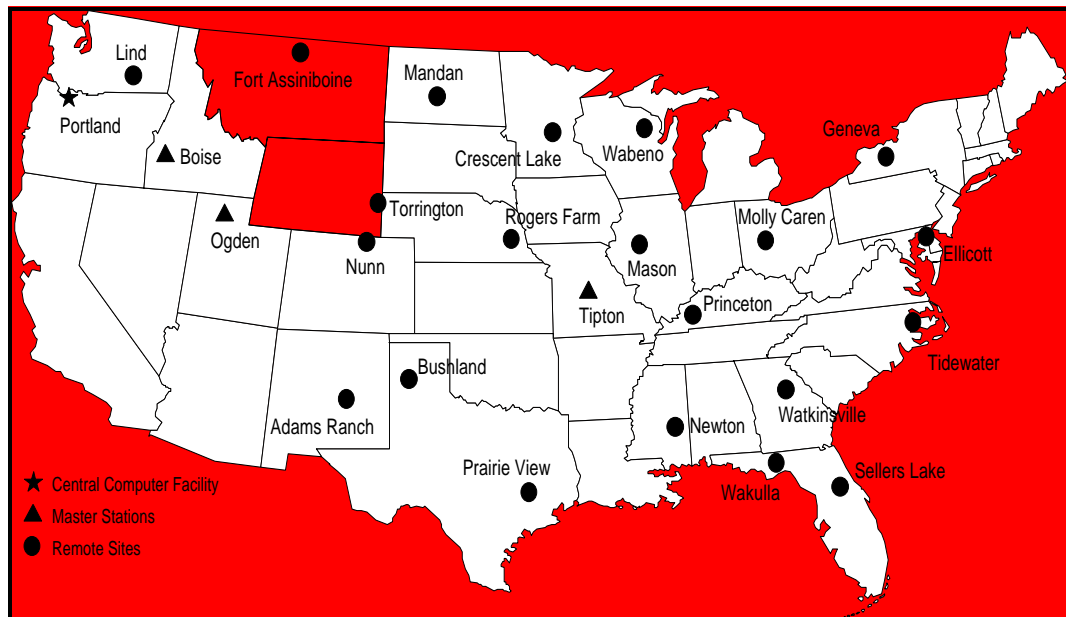 Lind
Fort Assiniboine
Mandan
Portland
Geneva
Crescent Lake
Wabeno
Boise
Torrington
Rogers Farm
Molly Caren
Ogden
Nunn
Mason
Ellicott
Princeton
Tipton
Tidewater
Bushland
Adams Ranch
Newton
Watkinsville
Prairie View
Wakulla
Sellers Lake
Central Computer Facility
Master Stations
Remote Sites